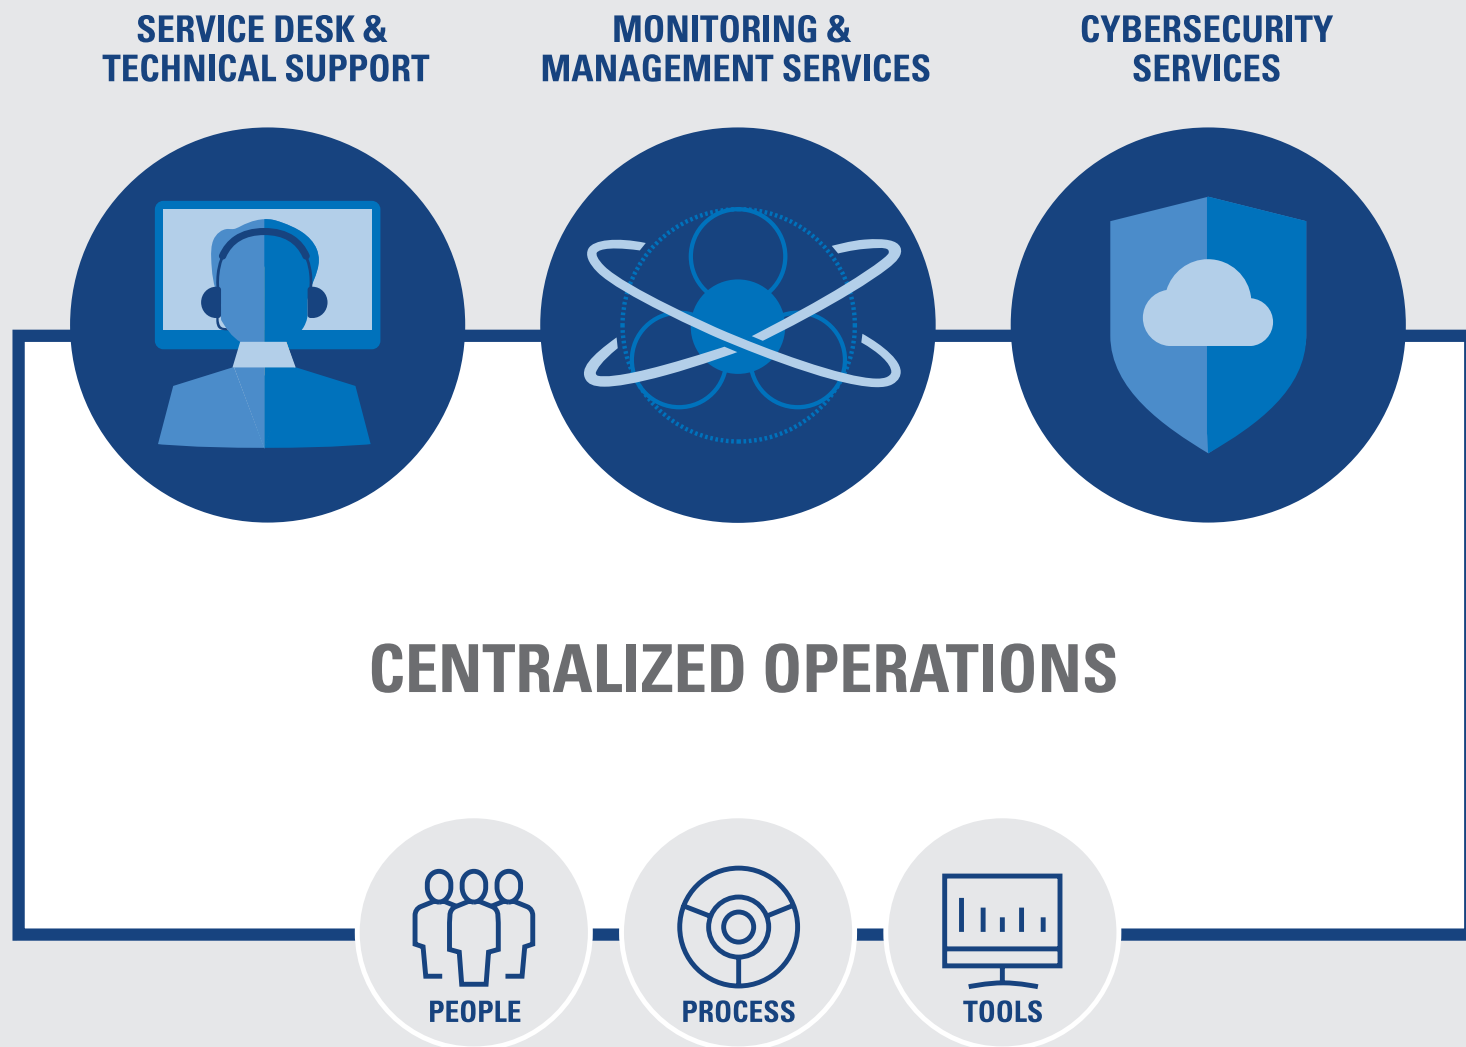 SERVICE DESK &
TECHNICAL SUPPORT
MONITORING &
MANAGEMENT SERVICES
CYBERSECURITY
SERVICES
CENTRALIZED OPERATIONS
PEOPLE
PROCESS
TOOLS